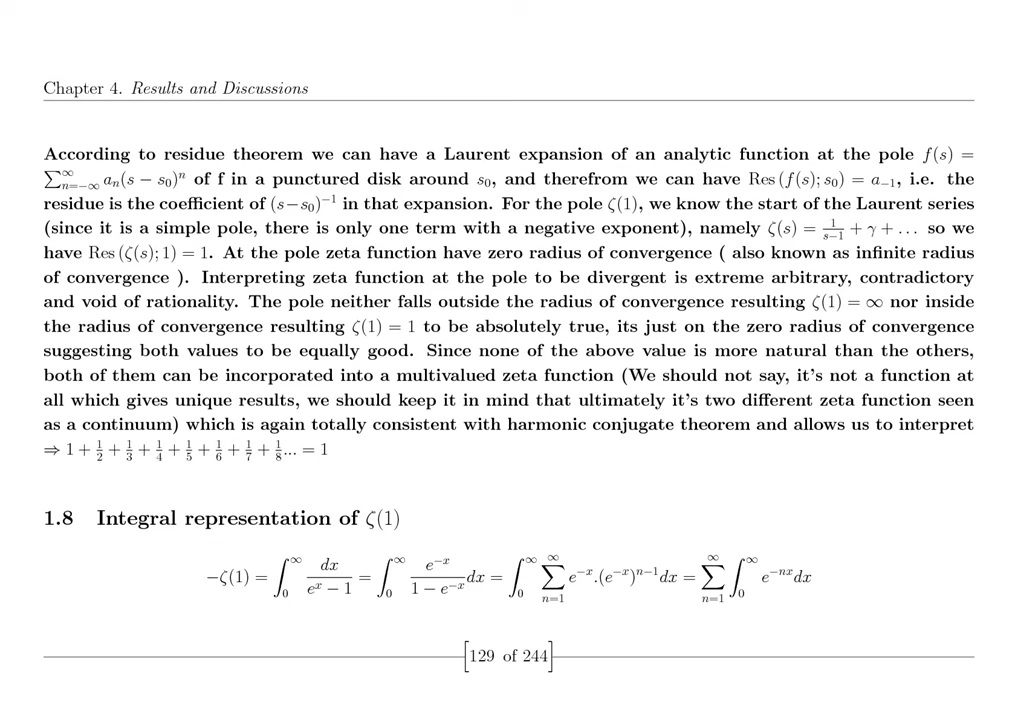 Chapter 4. Results and Discussions
According to residue theorem we can have a Laurent expansion of an analytic function at the pole f(s) =
∑_{n=−∞}^{∞} a_n(s − s_0)^n of f in a punctured disk around s_0, and therefrom we can have Res (f(s); s_0) = a_{−1}, i.e. the
residue is the coefficient of (s−s_0)^{−1} in that expansion. For the pole ζ(1), we know the start of the Laurent series
(since it is a simple pole, there is only one term with a negative exponent), namely ζ(s) = 1/(s−1) + γ + . . . so we
have Res (ζ(s); 1) = 1. At the pole zeta function have zero radius of convergence ( also known as infinite radius
of convergence ). Interpreting zeta function at the pole to be divergent is extreme arbitrary, contradictory
and void of rationality. The pole neither falls outside the radius of convergence resulting ζ(1) = ∞ nor inside
the radius of convergence resulting ζ(1) = 1 to be absolutely true, its just on the zero radius of convergence
suggesting both values to be equally good. Since none of the above value is more natural than the others,
both of them can be incorporated into a multivalued zeta function (We should not say, it's not a function at
all which gives unique results, we should keep it in mind that ultimately it's two different zeta function seen
as a continuum) which is again totally consistent with harmonic conjugate theorem and allows us to interpret
⇒ 1 + 1/2 + 1/3 + 1/4 + 1/5 + 1/6 + 1/7 + 1/8... = 1
1.8 Integral representation of ζ(1)
−ζ(1) = ∫_0^∞ dx/(e^x − 1) = ∫_0^∞ e^{−x}/(1 − e^{−x}) dx = ∫_0^∞ ∑_{n=1}^∞ e^{−x}.(e^{−x})^{n−1}dx = ∑_{n=1}^∞ ∫_0^∞ e^{−nx}dx
[129 of 244]